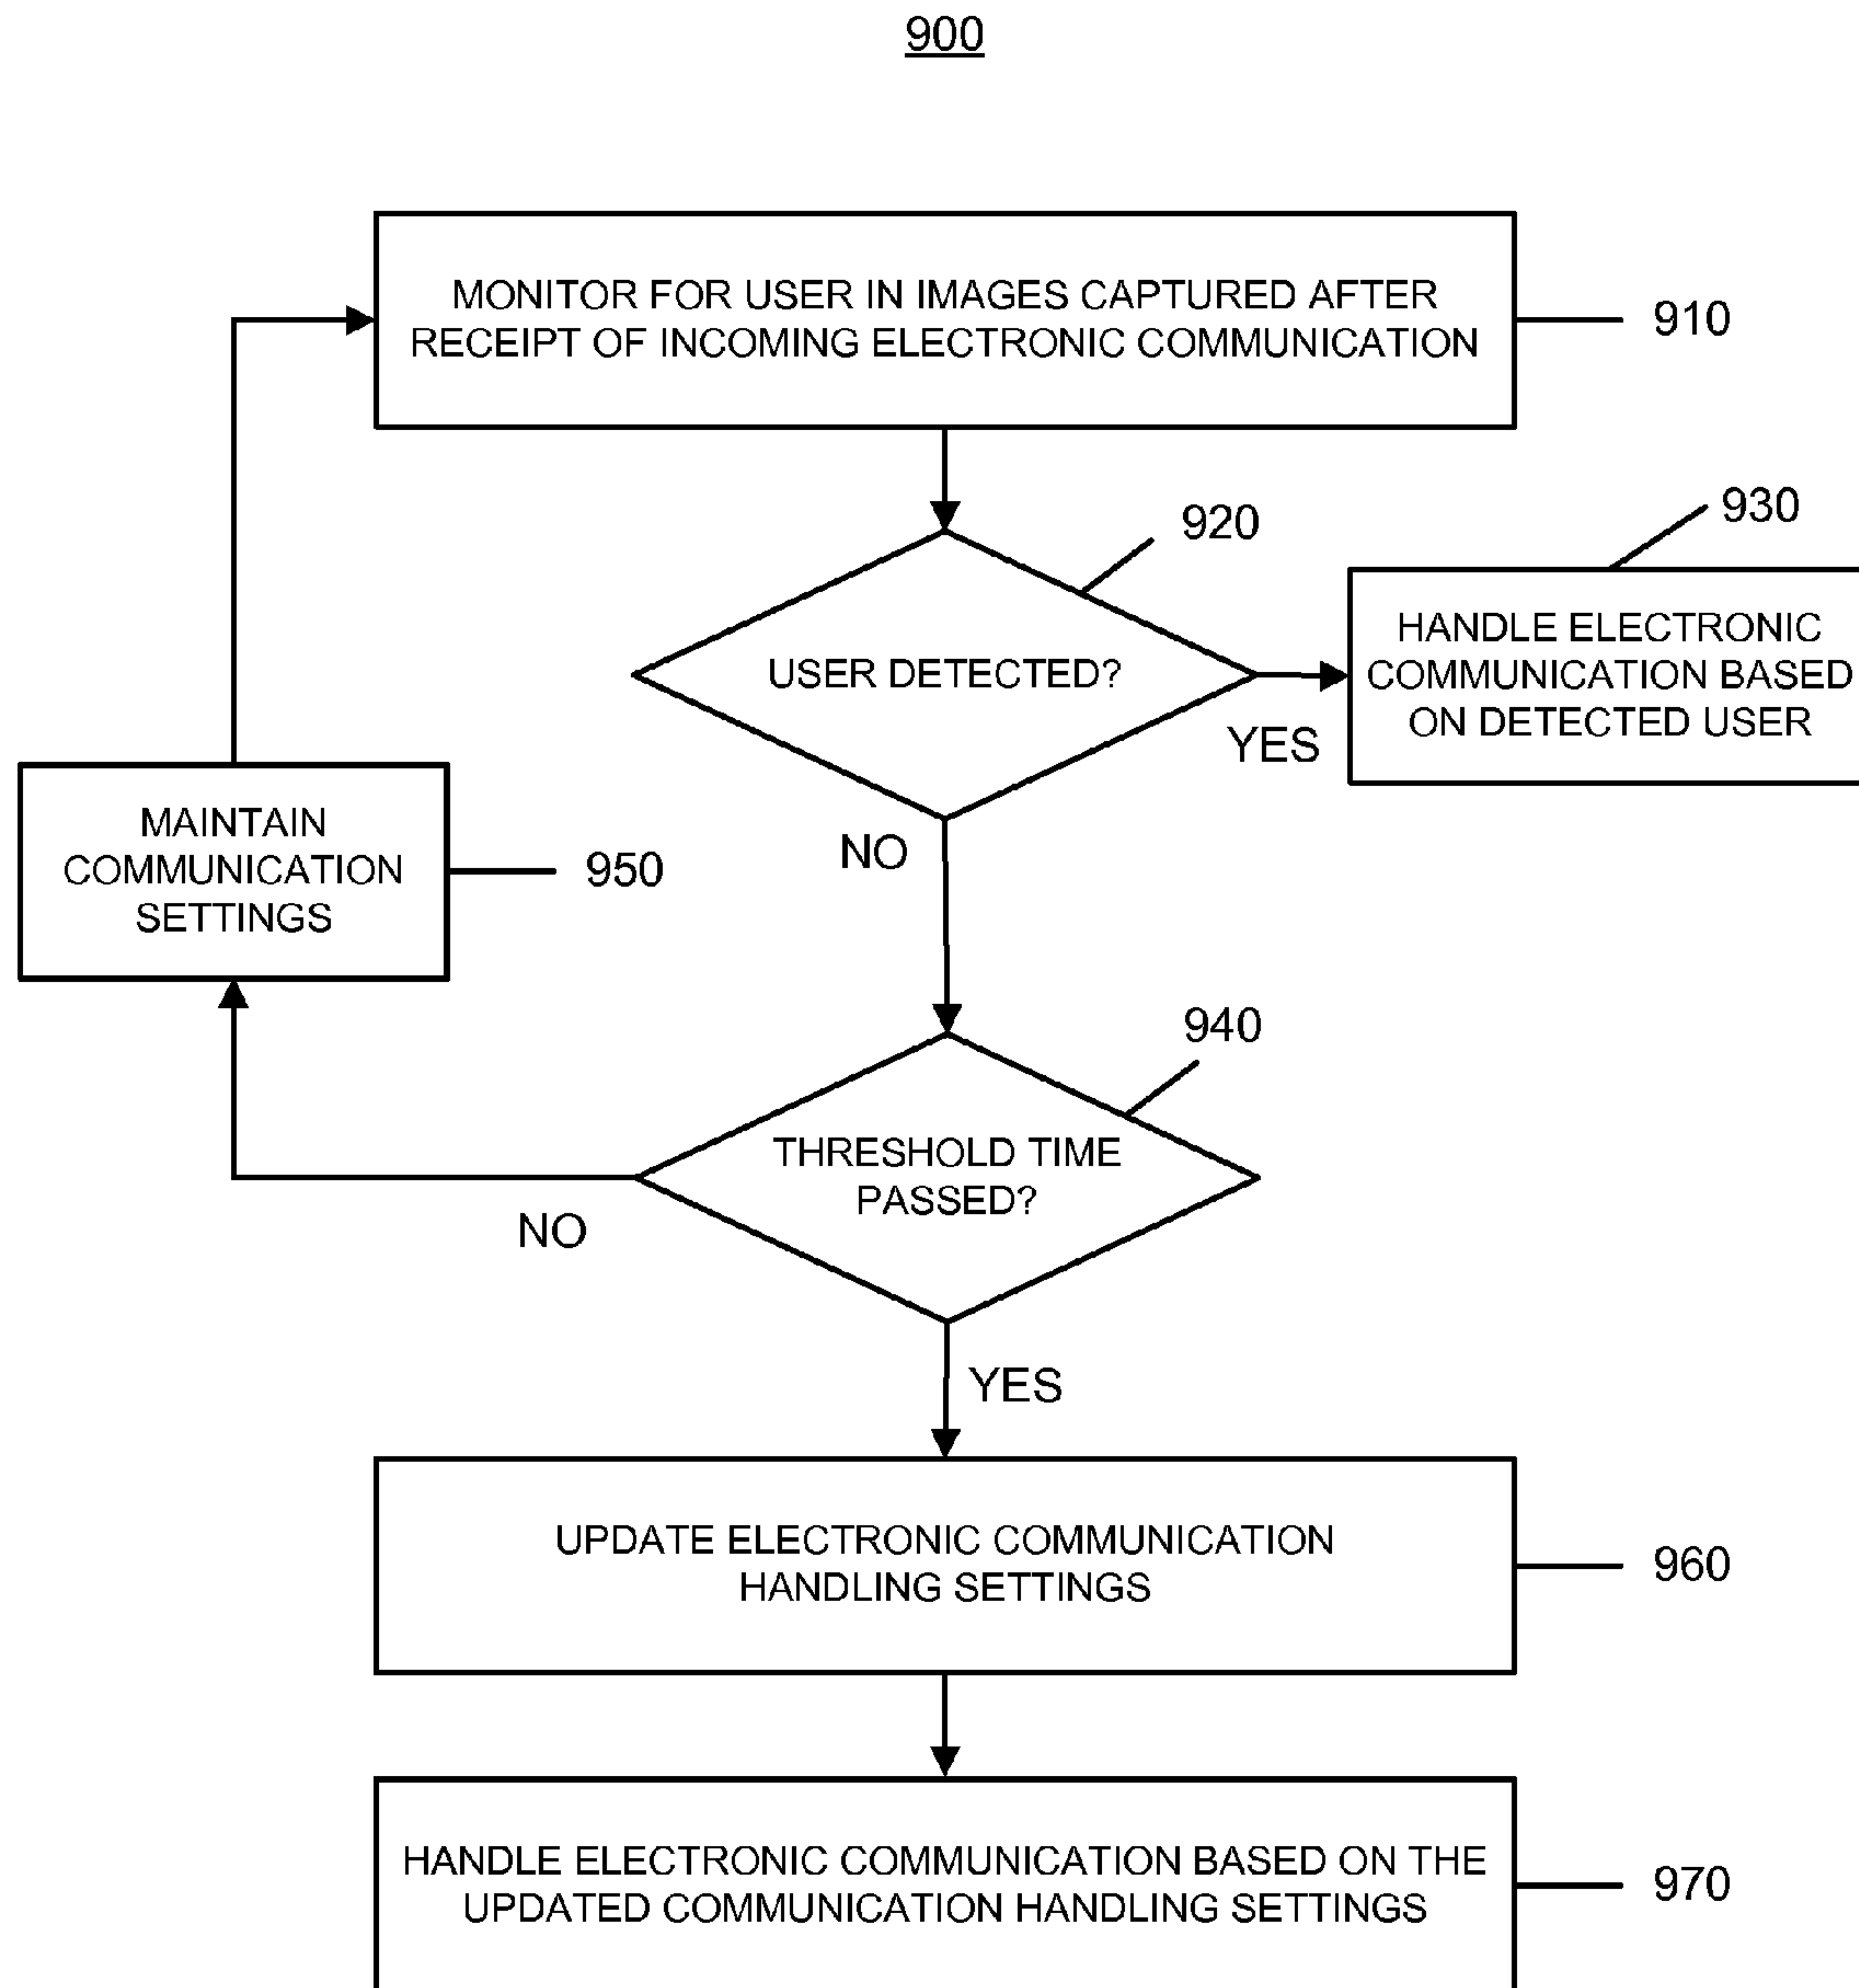 900
MONITOR FOR USER IN IMAGES CAPTURED AFTER
RECEIPT OF INCOMING ELECTRONIC COMMUNICATION
910
920
930
USER DETECTED?
YES
HANDLE ELECTRONIC
COMMUNICATION BASED
ON DETECTED USER
NO
MAINTAIN
COMMUNICATION
SETTINGS
950
940
THRESHOLD TIME
PASSED?
NO
YES
UPDATE ELECTRONIC COMMUNICATION
HANDLING SETTINGS
960
HANDLE ELECTRONIC COMMUNICATION BASED ON THE
UPDATED COMMUNICATION HANDLING SETTINGS
970